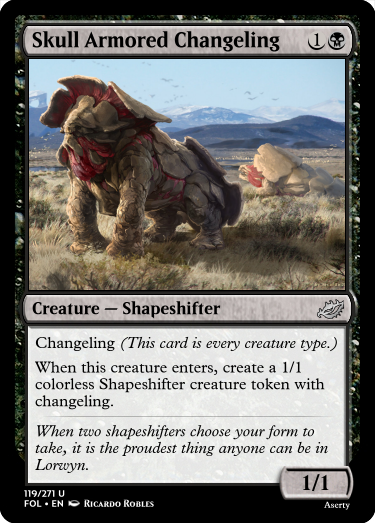 Skull Armored Changeling 1
Creature — Shapeshifter
Changeling (This card is every creature type.)
When this creature enters, create a 1/1
colorless Shapeshifter creature token with
changeling.
When two shapeshifters choose your form to
take, it is the proudest thing anyone can be in
Lorwyn.
1/1
119/271 U
FOL • EN Ricardo Robles
Aserty